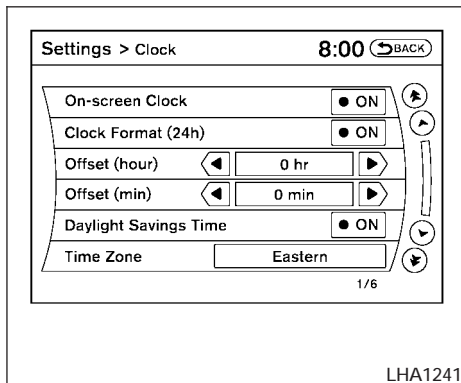 Settings > Clock 8:00 BACK
On-screen Clock ON
Clock Format (24h) ON
Offset (hour) 0 hr
Offset (min) 0 min
Daylight Savings Time ON
Time Zone Eastern
1/6
LHA1241